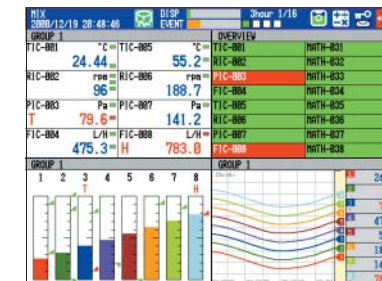 MIX DISP 3hour 1/16
2008/12/19 20:48:46 EVENT
GROUP 1
TIC-001 °C TIC-005 °C
24.44 55.2
RIC-002 rpm RIC-006 rpm
96 188.7
PIC-003 Pa PIC-007 Pa
T 79.6 141.2
FIC-004 L/H FIC-008 L/H
475.3 H 783.0
OVERVIEW
TIC-001 MATH-031
RIC-002 MATH-032
PIC-003 MATH-033
FIC-004 MATH-034
TIC-005 MATH-035
RIC-006 MATH-036
PIC-007 MATH-037
FIC-008 MATH-038
GROUP 1
1 2 3 4 5 6 7 8
T H
GROUP 1